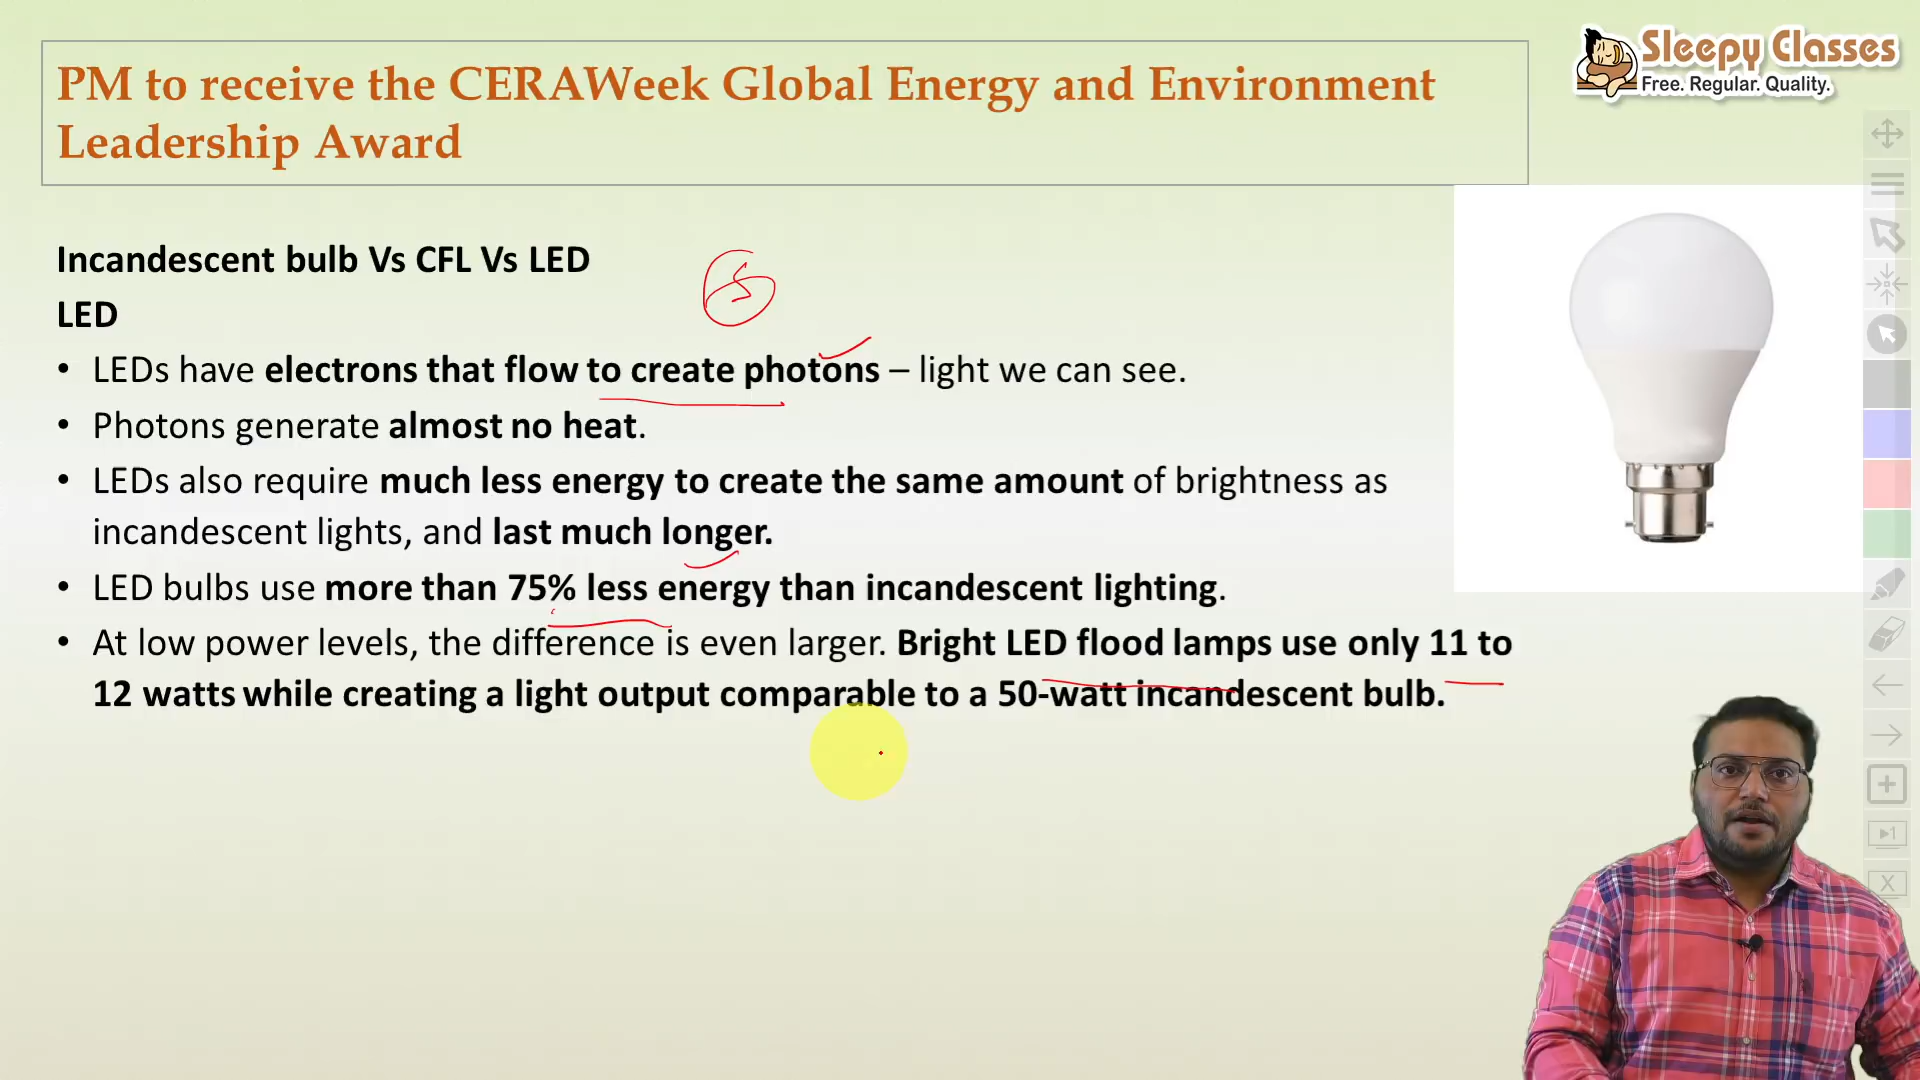 PM to receive the CERAWeek Global Energy and Environment
Leadership Award
Sleepy Classes
Free. Regular. Quality.
Incandescent bulb Vs CFL Vs LED
LED
• LEDs have electrons that flow to create photons – light we can see.
• Photons generate almost no heat.
• LEDs also require much less energy to create the same amount of brightness as
incandescent lights, and last much longer.
• LED bulbs use more than 75% less energy than incandescent lighting.
• At low power levels, the difference is even larger. Bright LED flood lamps use only 11 to
12 watts while creating a light output comparable to a 50-watt incandescent bulb.